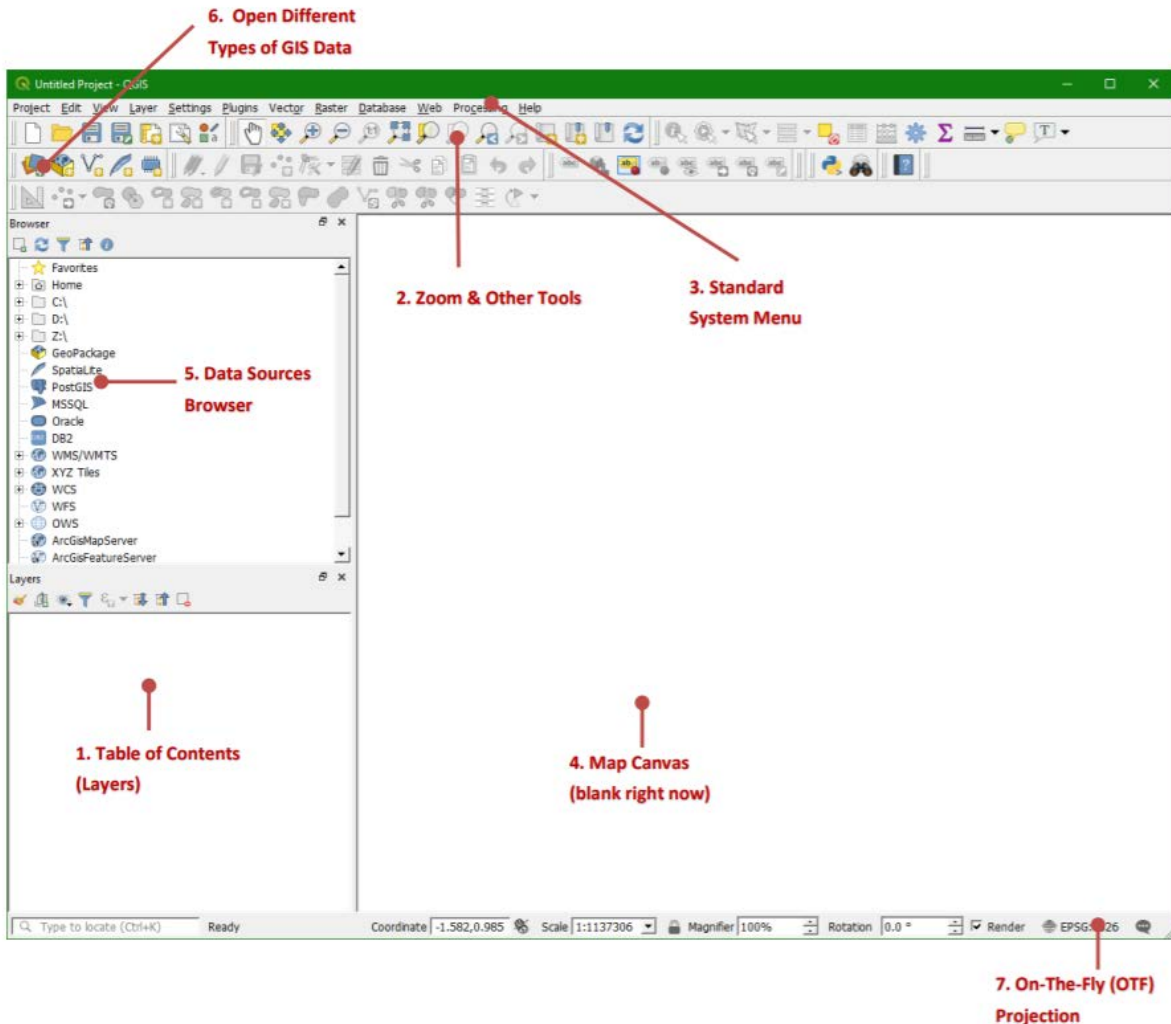 6. Open Different
Types of GIS Data
Untitled Project - QGIS
Project Edit View Layer Settings Plugins Vector Raster Database Web Processing Help
Browser
Favorites
Home
C:\
D:\
Z:\
GeoPackage
SpatiaLite
PostGIS
MSSQL
Oracle
DB2
WMS/WMTS
XYZ Tiles
WCS
WFS
OWS
ArcGisMapServer
ArcGisFeatureServer
5. Data Sources
Browser
2. Zoom & Other Tools
3. Standard
System Menu
Layers
1. Table of Contents
(Layers)
4. Map Canvas
(blank right now)
Type to locate (Ctrl+K) Ready Coordinate -1.582,0.985 Scale 1:1137306 Magnifier 100% Rotation 0.0 ° Render
7. On-The-Fly (OTF)
Projection